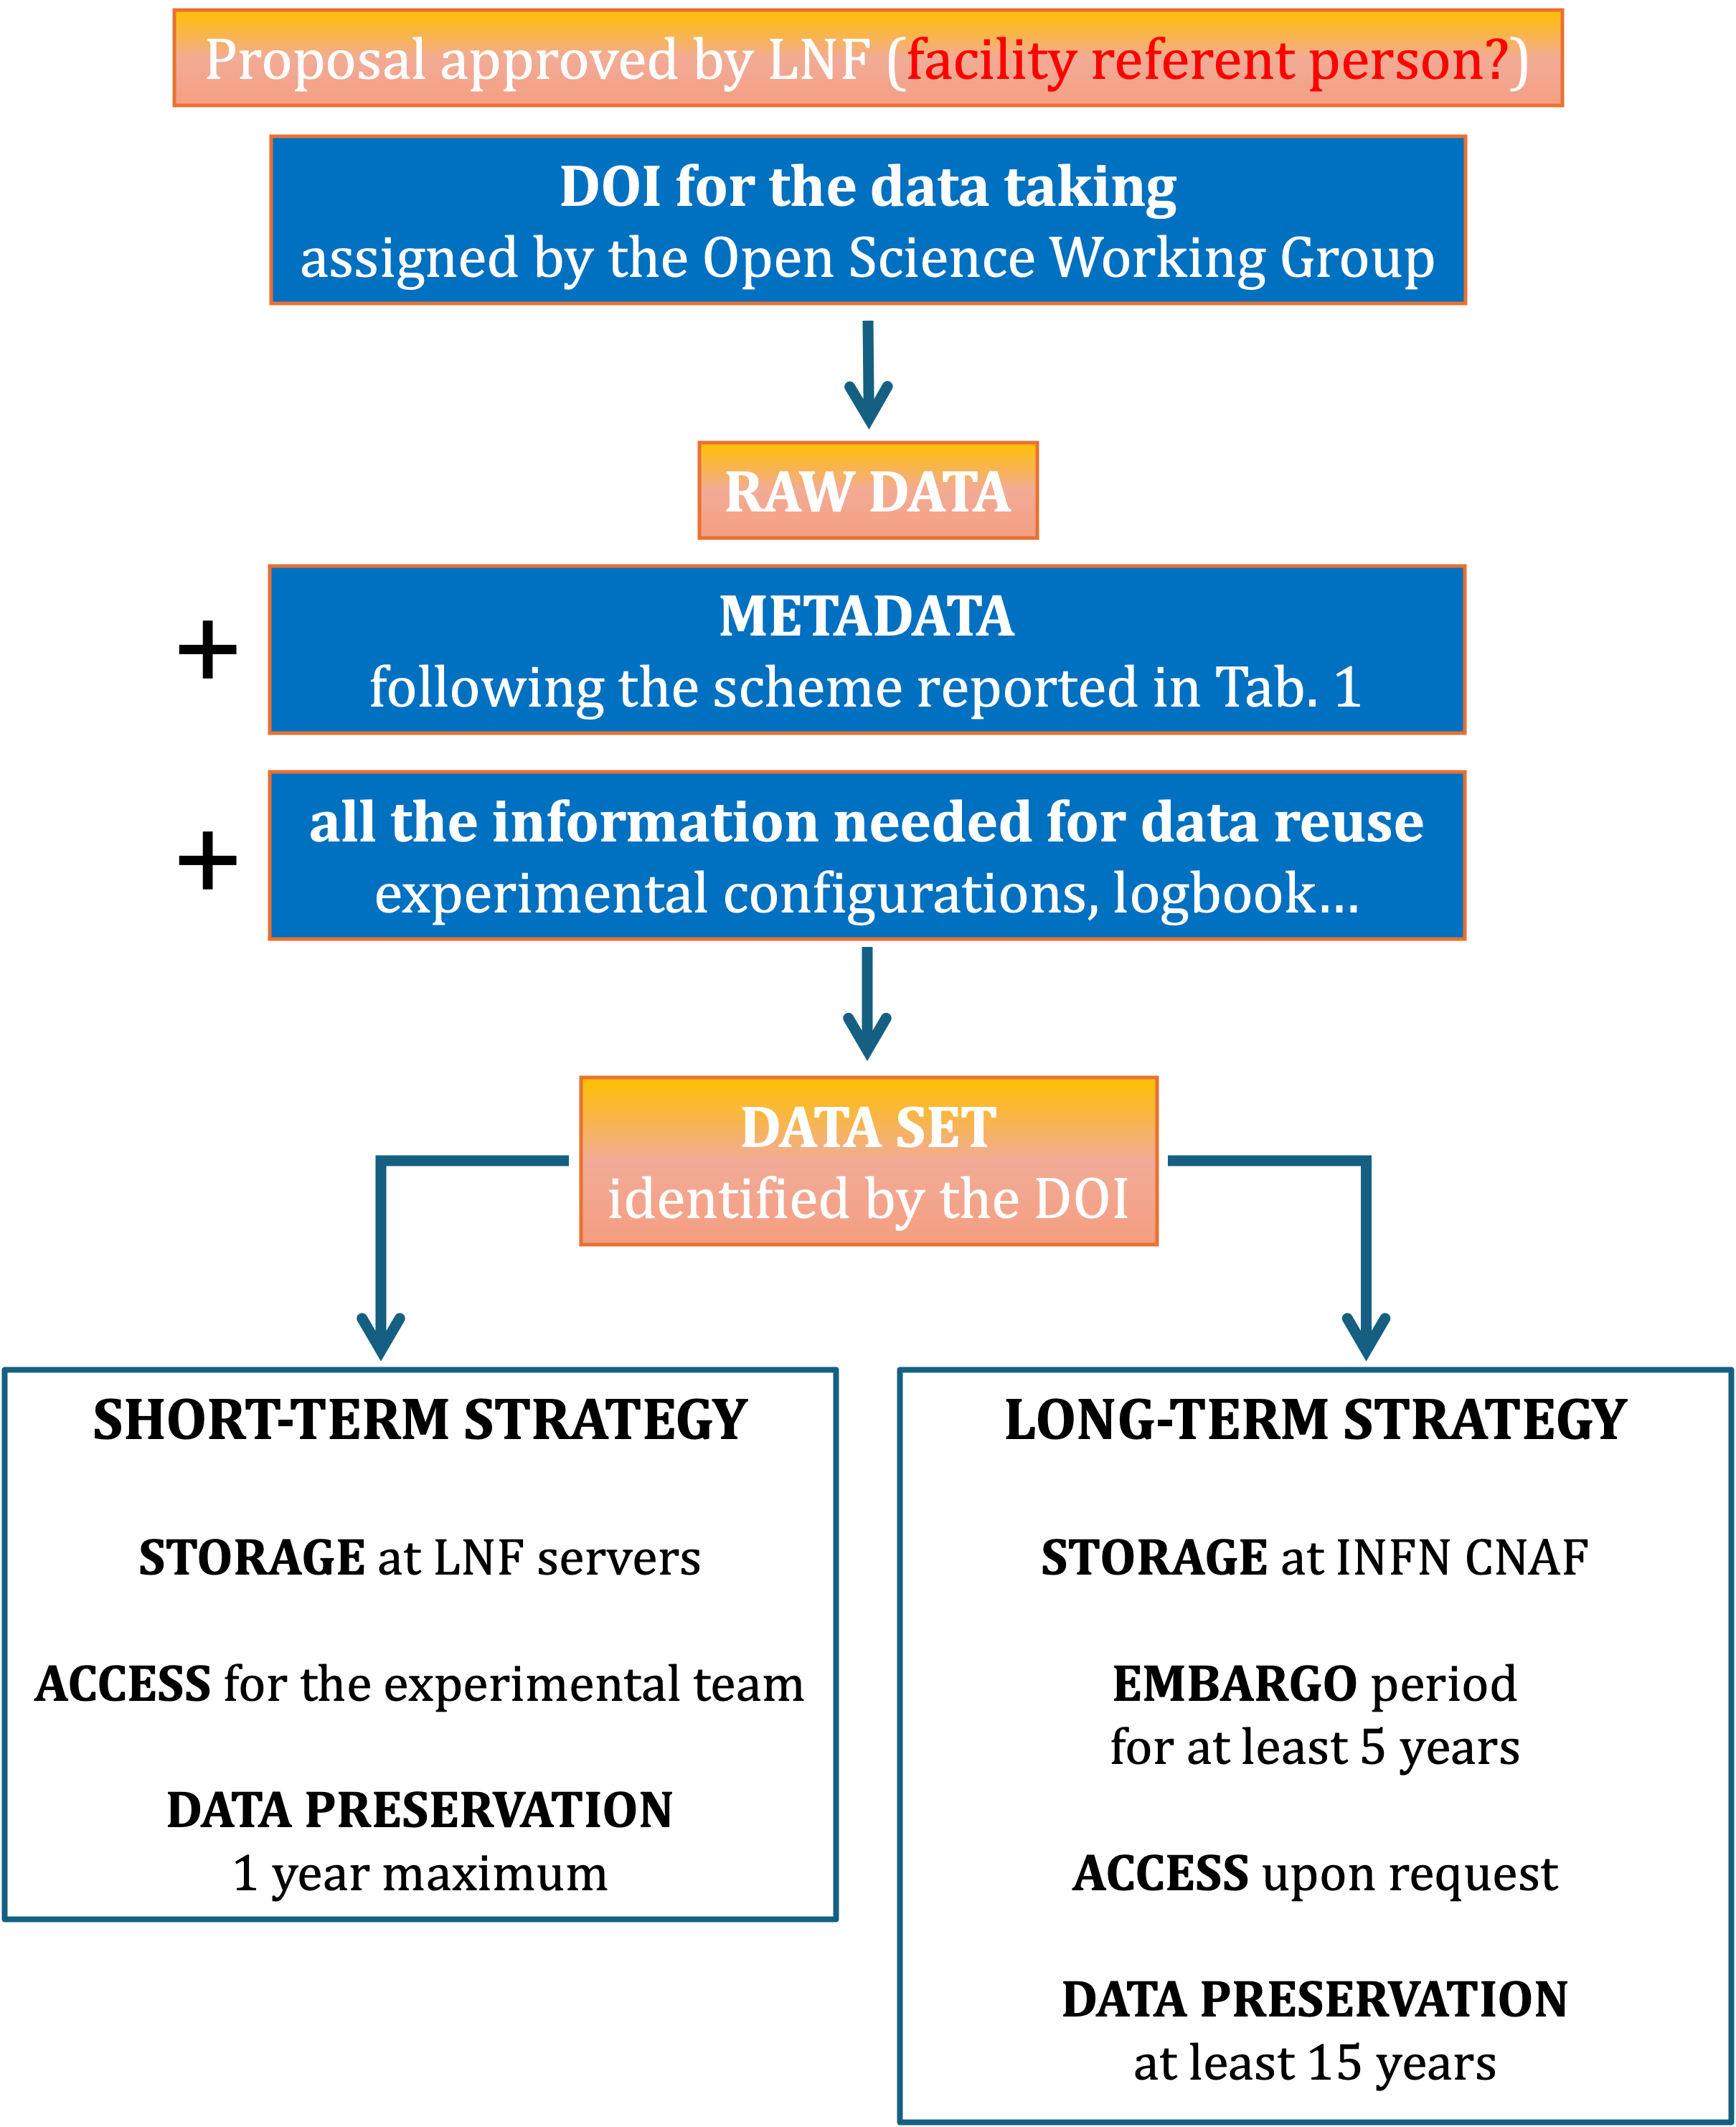 Proposal approved by LNF (facility referent person?)
DOI for the data taking
assigned by the Open Science Working Group
RAW DATA
+
METADATA
following the scheme reported in Tab. 1
+
all the information needed for data reuse
experimental configurations, logbook...
DATA SET
identified by the DOI
SHORT-TERM STRATEGY
STORAGE at LNF servers
ACCESS for the experimental team
DATA PRESERVATION
1 year maximum
LONG-TERM STRATEGY
STORAGE at INFN CNAF
EMBARGO period
for at least 5 years
ACCESS upon request
DATA PRESERVATION
at least 15 years